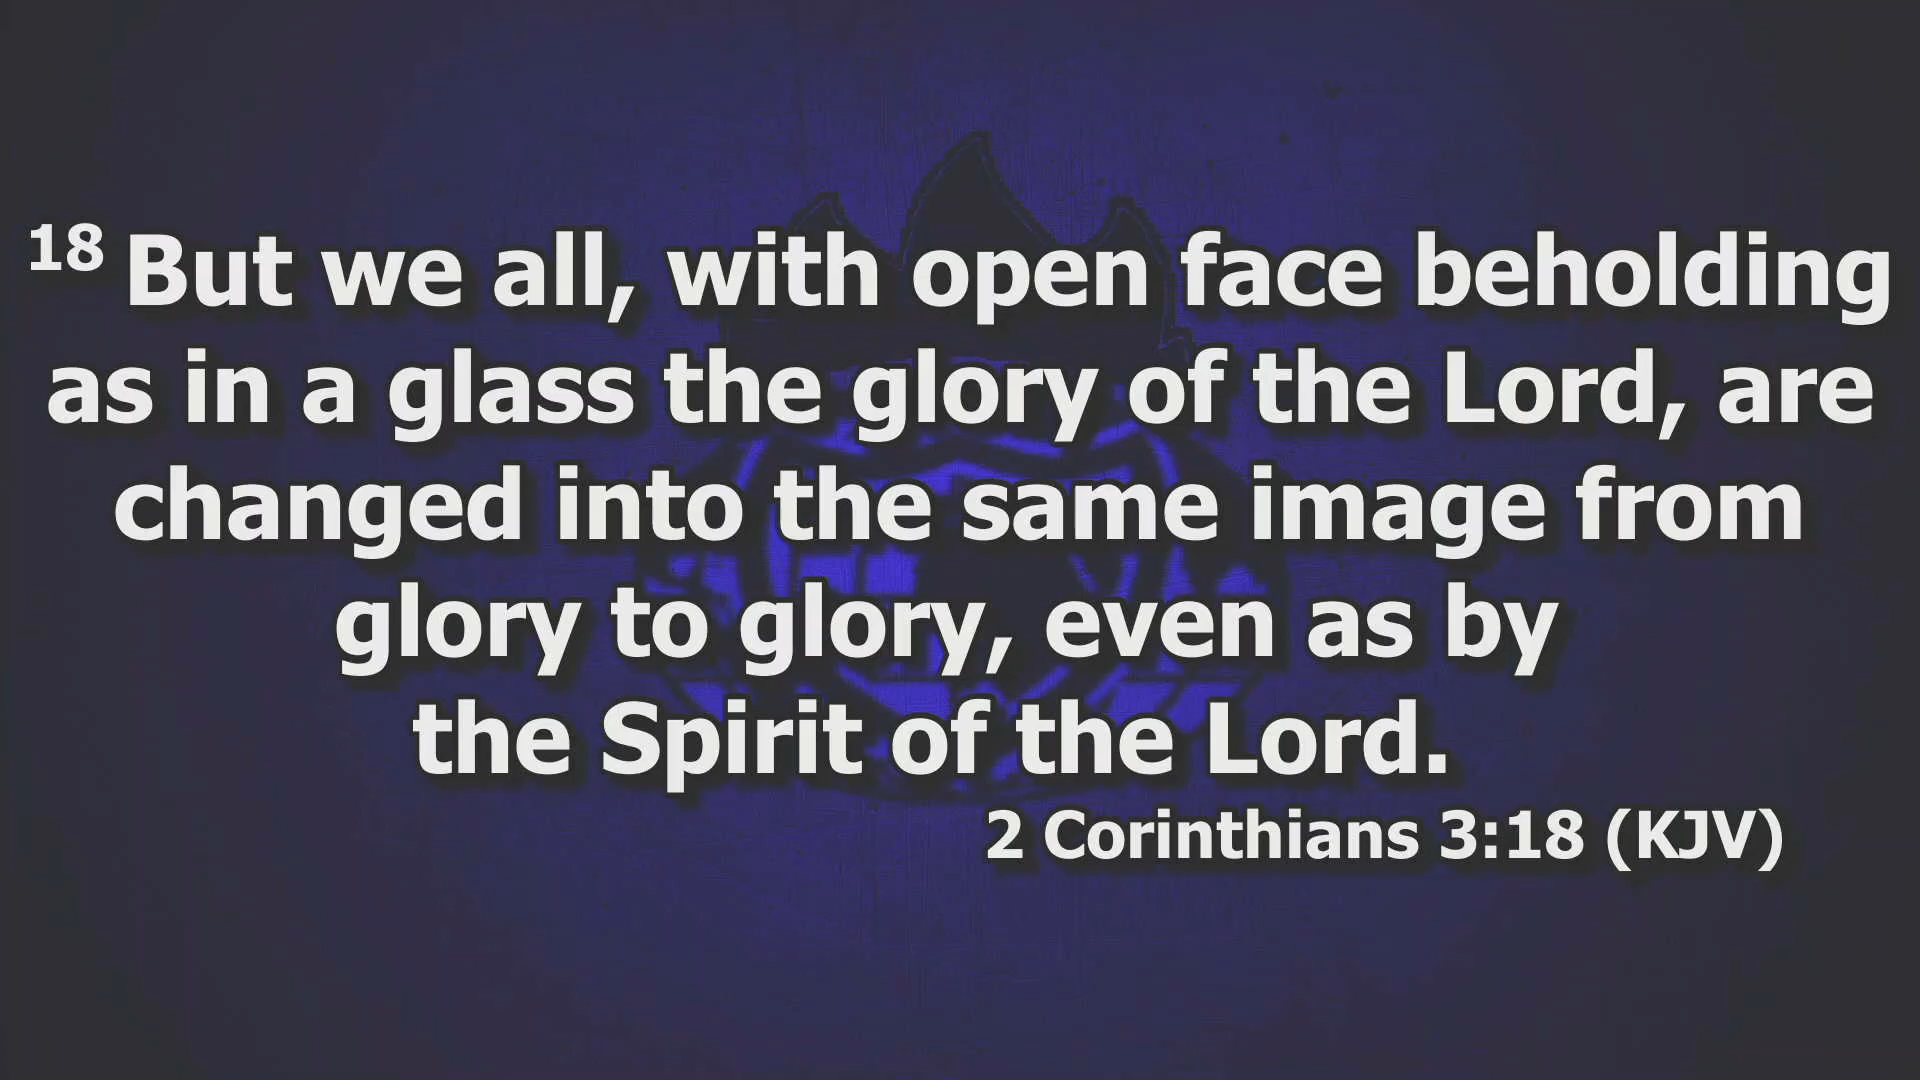 18 But we all, with open face beholding
as in a glass the glory of the Lord, are
changed into the same image from
glory to glory, even as by
the Spirit of the Lord.
2 Corinthians 3:18 (KJV)